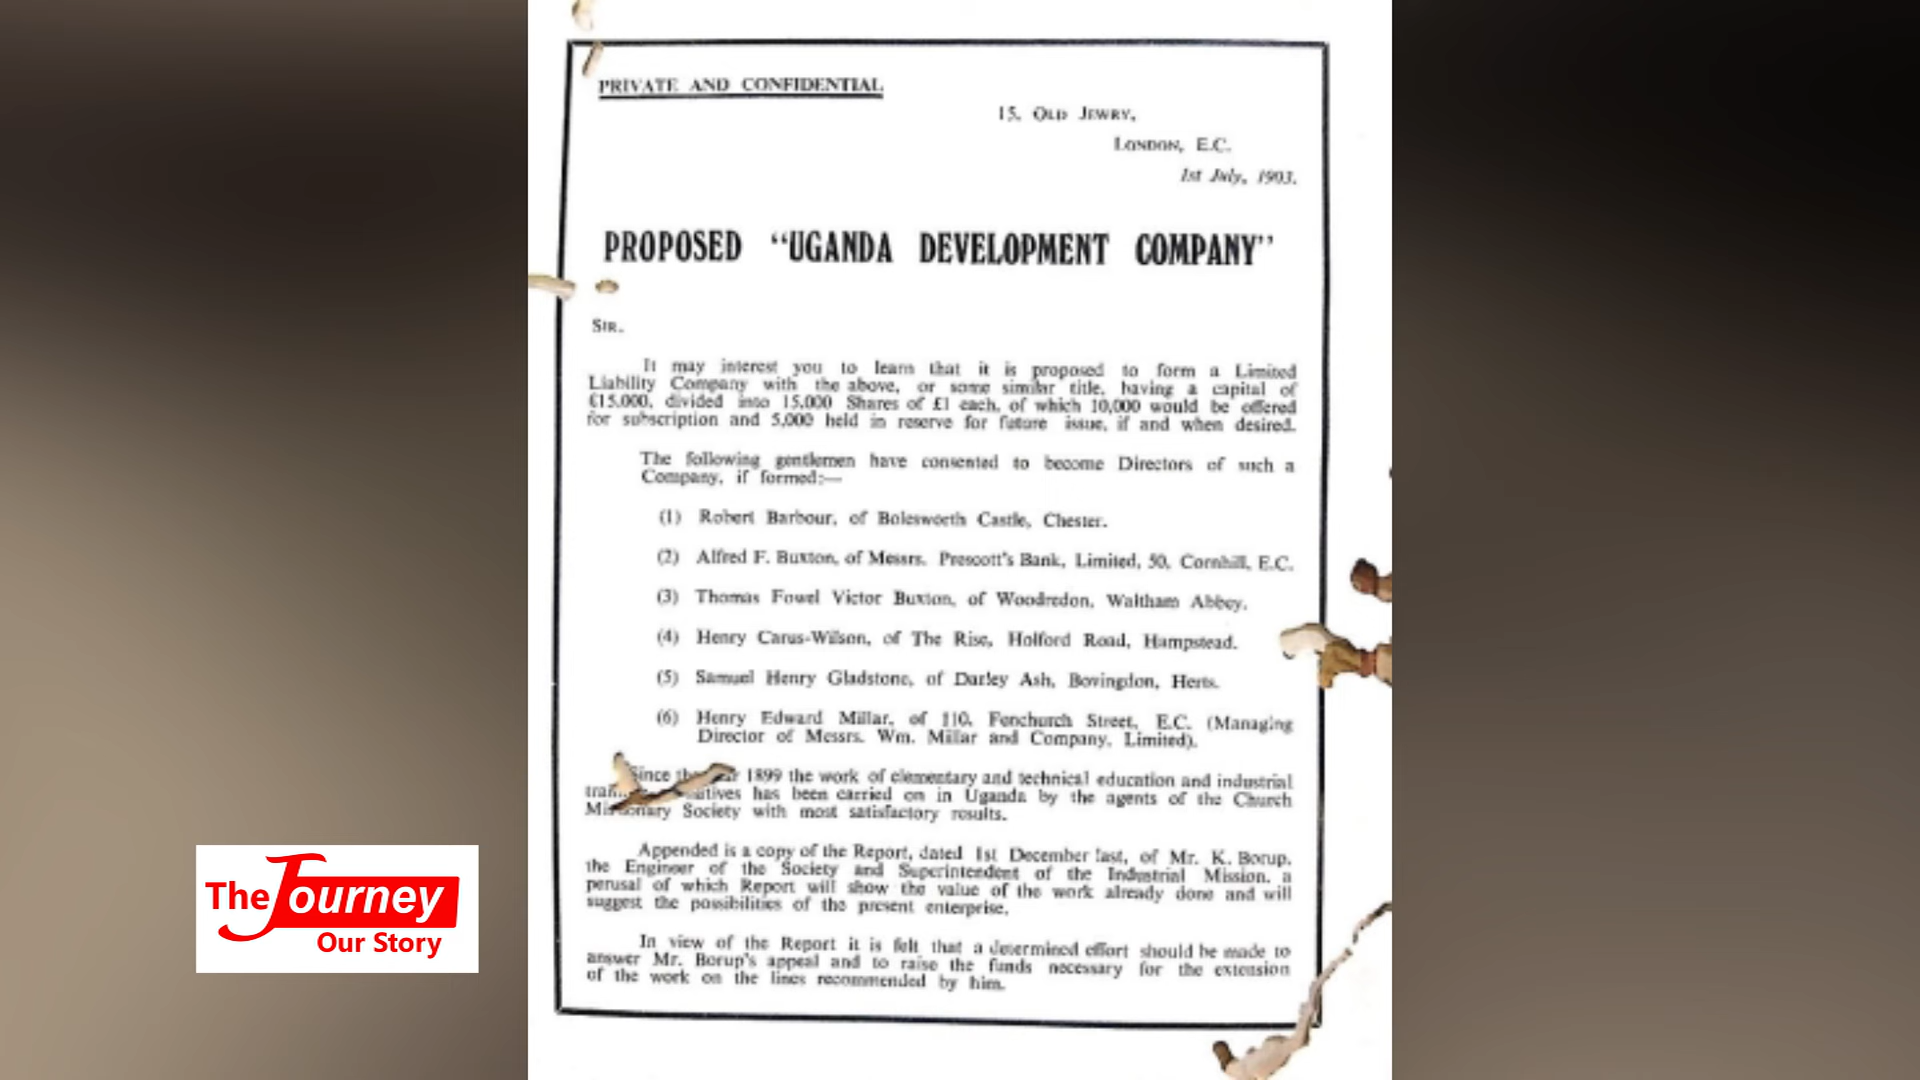 PRIVATE AND CONFIDENTIAL
15, OLD JEWRY,
LONDON, E.C.
1st July, 1903.
PROPOSED "UGANDA DEVELOPMENT COMPANY"
SIR.
It may interest you to learn that it is proposed to form a Limited
Liability Company with the above, or some similar title, having a capital of
£15,000, divided into 15,000 Shares of £1 each, of which 10,000 would be offered
for subscription and 5,000 held in reserve for future issue, if and when desired.
The following gentlemen have consented to become Directors of such a
Company, if formed:—
(1) Robert Barbour, of Bolesworth Castle, Chester.
(2) Alfred F. Buxton, of Messrs. Prescott's Bank, Limited, 50, Cornhill, E.C.
(3) Thomas Fowel Victor Buxton, of Woodredon, Waltham Abbey.
(4) Henry Carus-Wilson, of The Rise, Holford Road, Hampstead.
(5) Samuel Henry Gladstone, of Darley Ash, Bovingdon, Herts.
(6) Henry Edward Millar, of 110, Fenchurch Street, E.C. (Managing
Director of Messrs. Wm. Millar and Company, Limited).
Since 1899 the work of elementary and technical education and industrial
has been carried on in Uganda by the agents of the Church
Missionary Society with most satisfactory results.
Appended is a copy of the Report, dated 1st December last, of Mr. K. Borup,
the Engineer of the Society and Superintendent of the Industrial Mission, a
perusal of which Report will show the value of the work already done and will
suggest the possibilities of the present enterprise.
In view of the Report it is felt that a determined effort should be made to
answer Mr. Borup's appeal and to raise the funds necessary for the extension
of the work on the lines recommended by him.
The Journey
Our Story